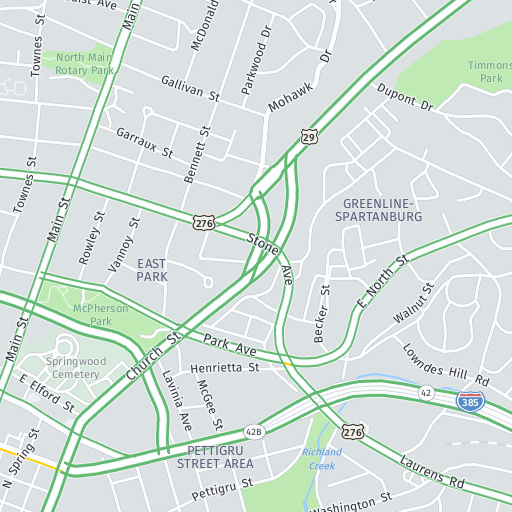 Townes St
hurst Ave
Main
McDonald
North Main
Rotary Park
Gallivan St
Parkwood Dr
Mohawk Dr
Timmons
Park
Dupont Dr
29
Garraux St
Bennett St
Townes St
Main St
Rowley St
Vannoy St
276
GREENLINE-
SPARTANBURG
Stone Ave
EAST
PARK
E North St
Walnut St
Becker St
McPherson
Park
Main St
Church St
Park Ave
Henrietta St
Lowndes Hill Rd
Springwood
Cemetery
E Elford St
Lavinia Ave
McGee St
42
385
42B
276
N Spring St
PETTIGRU
STREET AREA
Richland
Creek
Laurens Rd
Pettigru St
Washington St